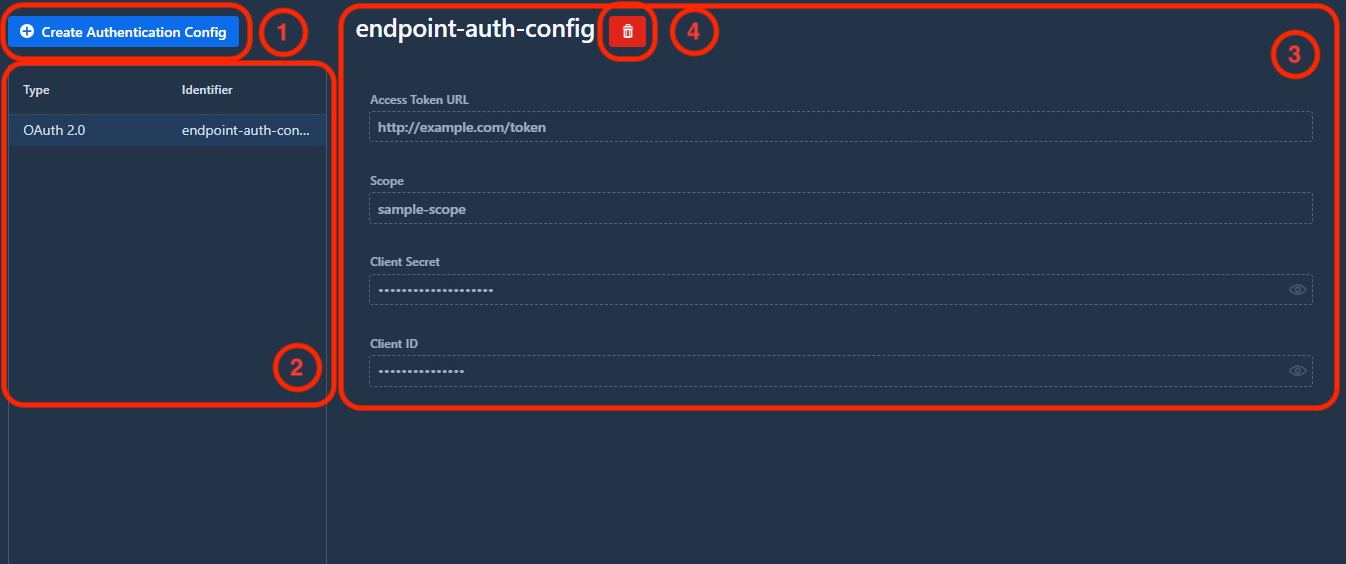 Create Authentication Config
1
Type Identifier
OAuth 2.0 endpoint-auth-con...
2
endpoint-auth-config
4
3
Access Token URL
http://example.com/token
Scope
sample-scope
Client Secret
••••••••••••••••••••
Client ID
•••••••••••••••